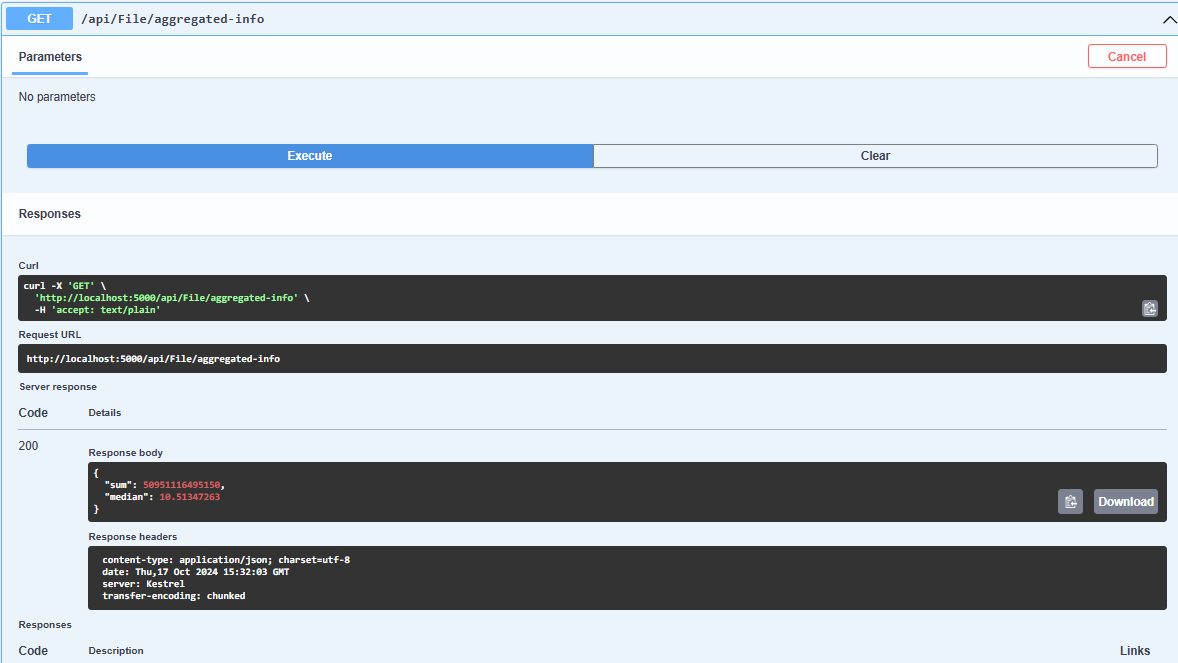 GET /api/File/aggregated-info
Parameters
Cancel
No parameters
Execute
Clear
Responses
Curl
curl -X 'GET' \
'http://localhost:5000/api/File/aggregated-info' \
-H 'accept: text/plain'
Request URL
http://localhost:5000/api/File/aggregated-info
Server response
Code Details
200
Response body
{
"sum": 50951116495150,
"median": 10.51347263
}
Download
Response headers
content-type: application/json; charset=utf-8
date: Thu,17 Oct 2024 15:32:03 GMT
server: Kestrel
transfer-encoding: chunked
Responses
Code Description Links